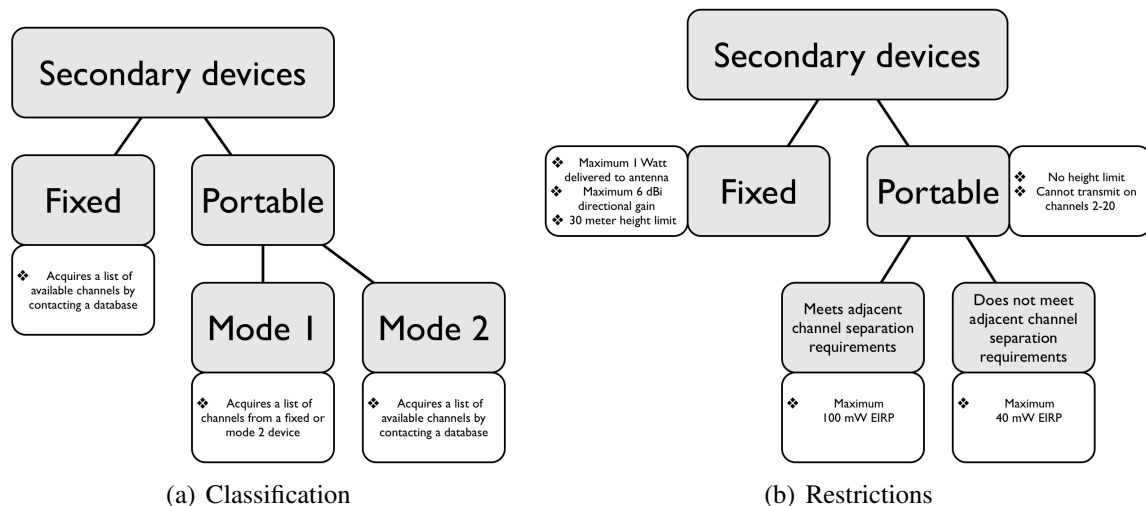 Secondary devices
Fixed
Portable
❖ Acquires a list of
available channels by
contacting a database
Mode 1
Mode 2
❖ Acquires a list of
channels from a fixed or
mode 2 device
❖ Acquires a list of
available channels by
contacting a database
(a) Classification
Secondary devices
❖ Maximum 1 Watt
delivered to antenna
❖ Maximum 6 dBi
directional gain
❖ 30 meter height limit
Fixed
Portable
❖ No height limit
❖ Cannot transmit on
channels 2-20
Meets adjacent
channel separation
requirements
Does not meet
adjacent channel
separation
requirements
❖ Maximum
100 mW EIRP
❖ Maximum
40 mW EIRP
(b) Restrictions